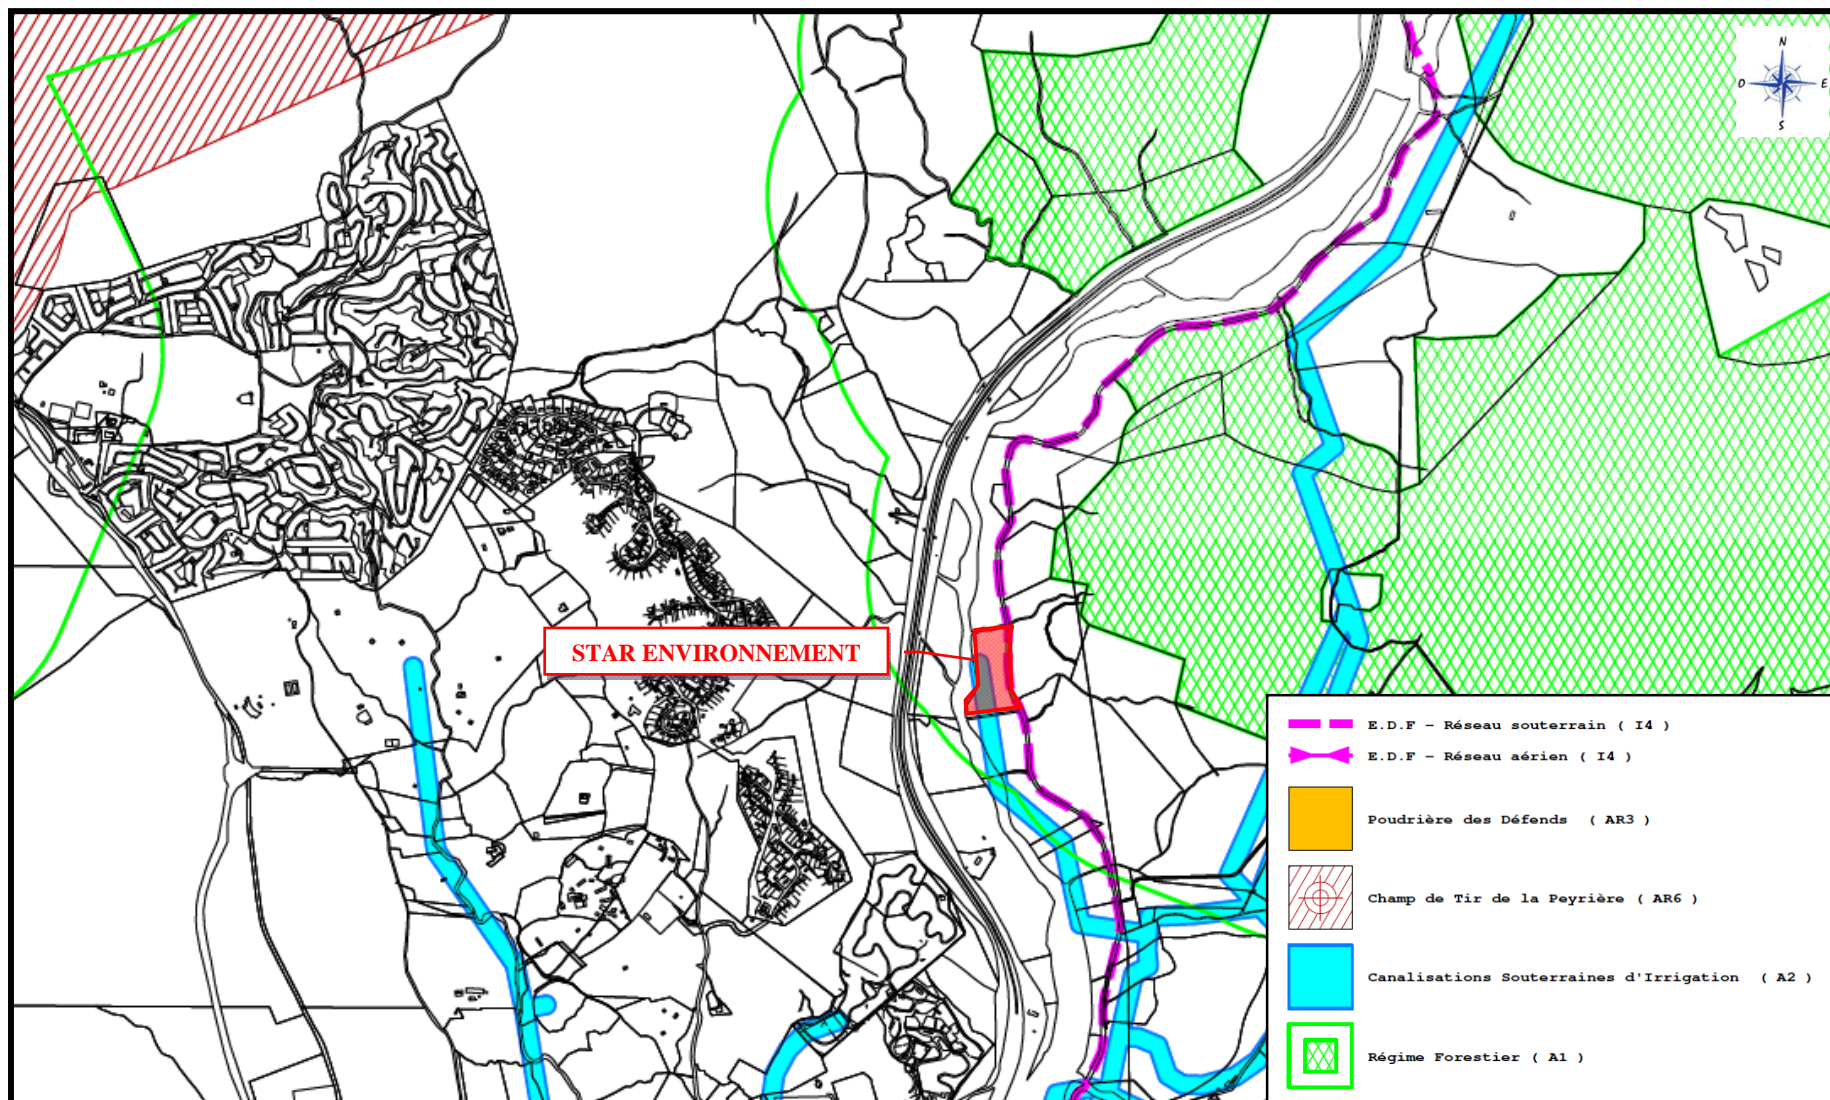 N
O
E
S
STAR ENVIRONNEMENT
E.D.F - Réseau souterrain ( I4 )
E.D.F - Réseau aérien ( I4 )
Poudrière des Défends ( AR3 )
Champ de Tir de la Peyrière ( AR6 )
Canalisations Souterraines d'Irrigation ( A2 )
Régime Forestier ( A1 )